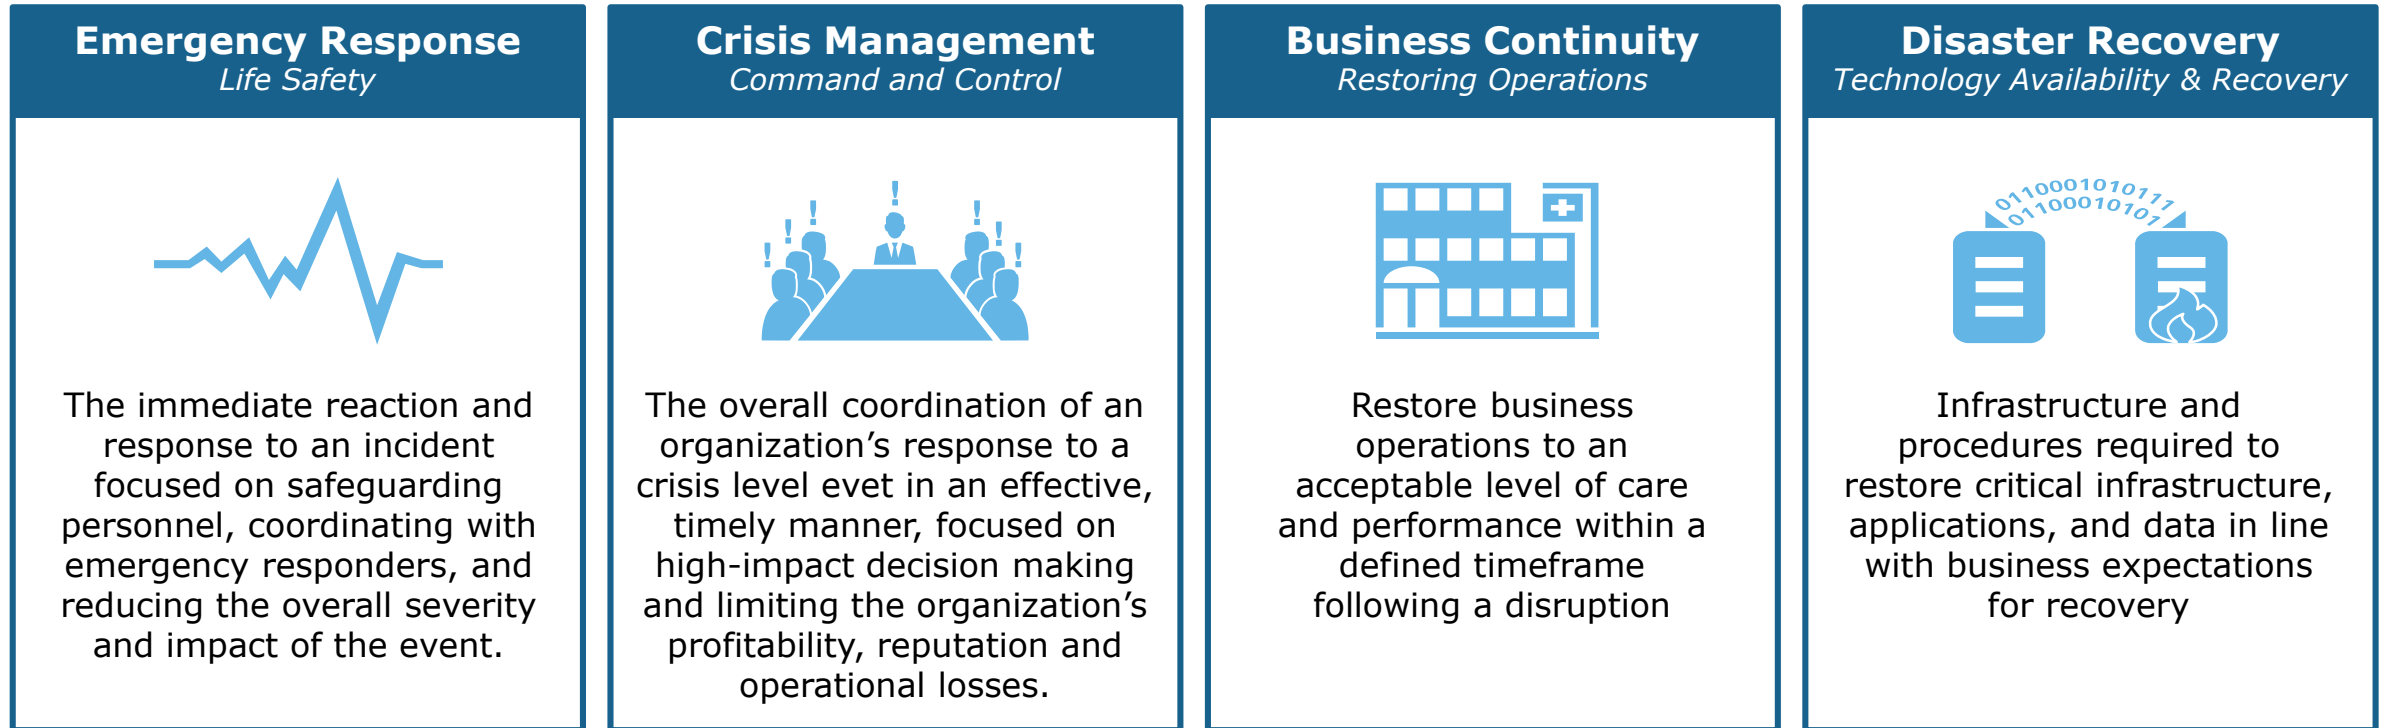 Emergency Response
Life Safety
The immediate reaction and
response to an incident
focused on safeguarding
personnel, coordinating with
emergency responders, and
reducing the overall severity
and impact of the event.
Crisis Management
Command and Control
The overall coordination of an
organization’s response to a
crisis level evet in an effective,
timely manner, focused on
high-impact decision making
and limiting the organization’s
profitability, reputation and
operational losses.
Business Continuity
Restoring Operations
Restore business
operations to an
acceptable level of care
and performance within a
defined timeframe
following a disruption
Disaster Recovery
Technology Availability & Recovery
0110001010111
01100010101
Infrastructure and
procedures required to
restore critical infrastructure,
applications, and data in line
with business expectations
for recovery